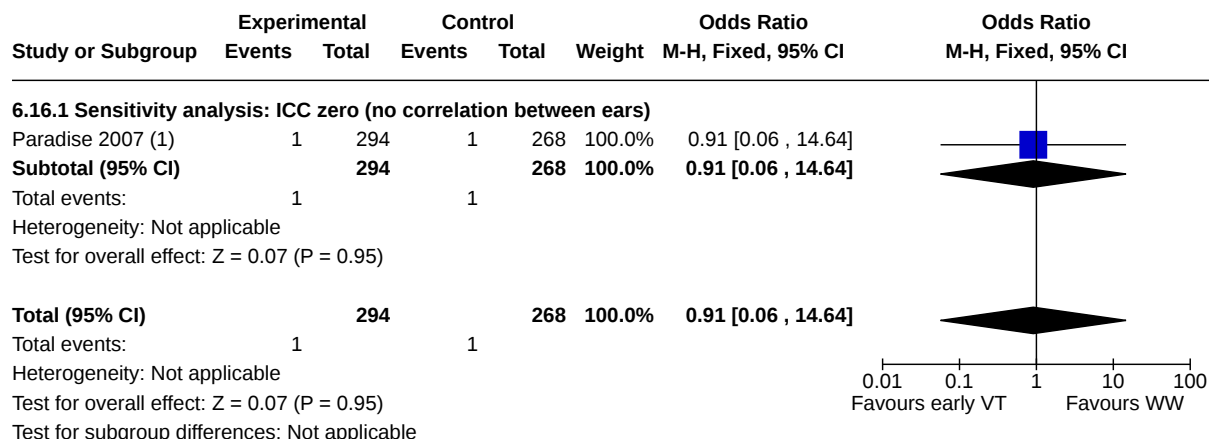 Experimental Control Odds Ratio Odds Ratio
Study or Subgroup Events Total Events Total Weight M-H, Fixed, 95% CI M-H, Fixed, 95% CI
6.16.1 Sensitivity analysis: ICC zero (no correlation between ears)
Paradise 2007 (1) 1 294 1 268 100.0% 0.91 [0.06 , 14.64]
Subtotal (95% CI) 294 268 100.0% 0.91 [0.06 , 14.64]
Total events: 1 1
Heterogeneity: Not applicable
Test for overall effect: Z = 0.07 (P = 0.95)
Total (95% CI) 294 268 100.0% 0.91 [0.06 , 14.64]
Total events: 1 1
Heterogeneity: Not applicable
0.01 0.1 1 10 100
Test for overall effect: Z = 0.07 (P = 0.95) Favours early VT Favours WW
Test for subgroup differences: Not applicable